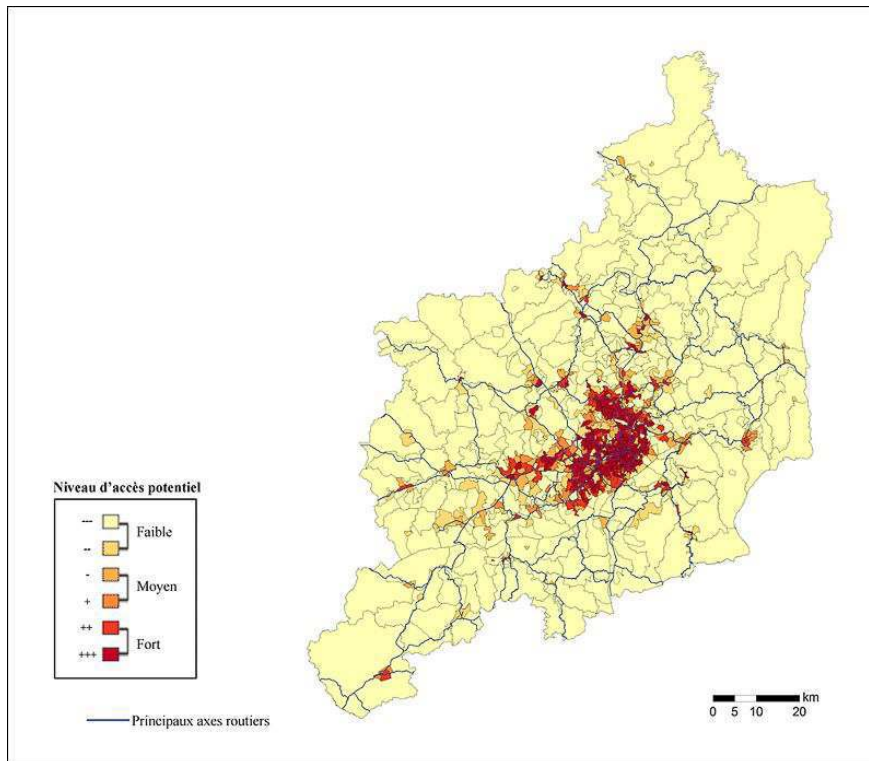 Niveau d'accès potentiel
---
Faible
--
-
Moyen
+
++
Fort
+++
Principaux axes routiers
km
0 5 10 20